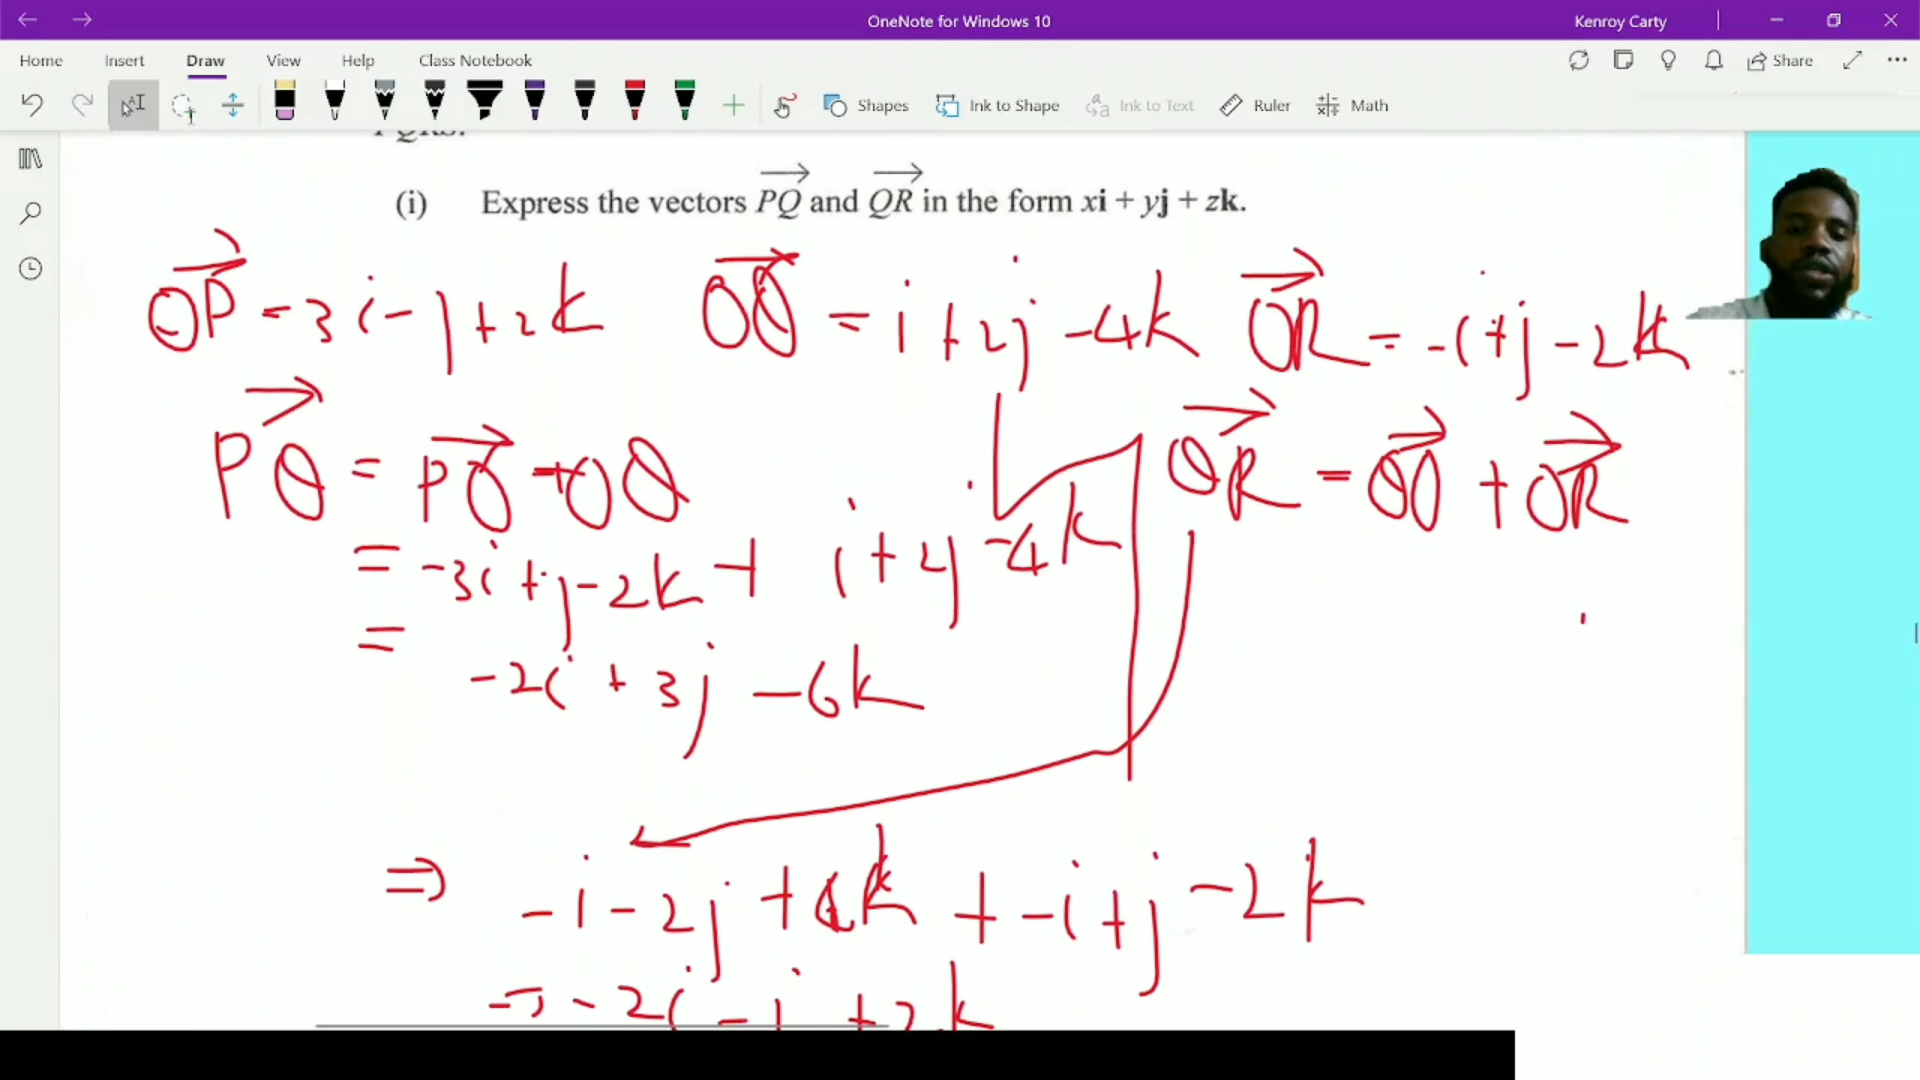 OneNote for Windows 10
Kenroy Carty
Home Insert Draw View Help Class Notebook
Share
Shapes Ink to Shape Ink to Text Ruler Math
PQRS.
(i) Express the vectors PQ and QR in the form xi + yj + zk.
OP = 3i - j + 2k OQ = i + 2j - 4k OR = -i + j - 2k
PQ = PO + OQ QR = QO + OR
= -3i + j - 2k + i + 2j - 4k
=
-2i + 3j - 6k
⇒ -i - 2j + 4k + -i + j - 2k
- 2i - j + 2k